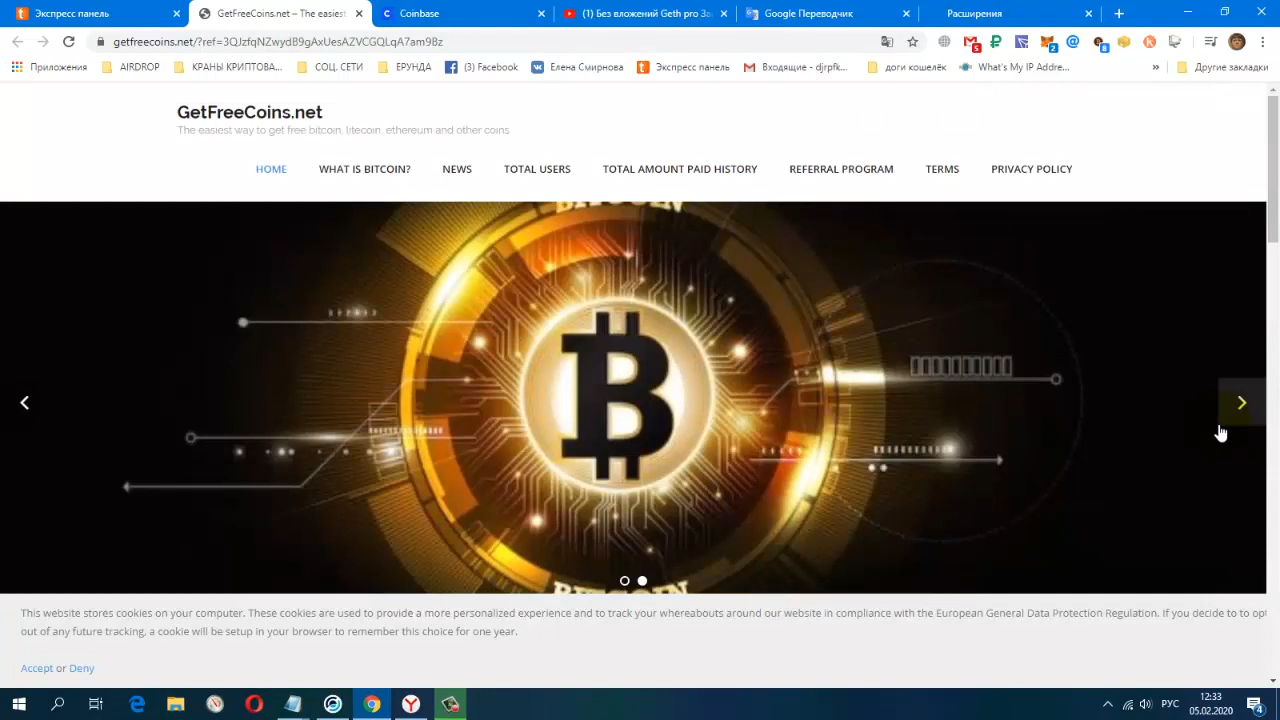 Экспресс панель
GetFreeCoins.net – The easiest
Coinbase
(1) Без вложений Geth pro За
Google Переводчик
Расширения
getfreecoins.net/?ref=3QJzfqNZwydB9gAxUesAZVCGQLqA7am9Bz
5
2
8
Приложения
AIRDROP
КРАНЫ КРИПТОВА...
СОЦ. СЕТИ
ЕРУНДА
(3) Facebook
Елена Смирнова
Экспресс панель
Входящие - djrpfk...
доги кошелёк
What's My IP Addre...
»
Другие закладки
GetFreeCoins.net
The easiest way to get free bitcoin, litecoin, ethereum and other coins
HOME
WHAT IS BITCOIN?
NEWS
TOTAL USERS
TOTAL AMOUNT PAID HISTORY
REFERRAL PROGRAM
TERMS
PRIVACY POLICY
BITCOIN
B
BITCOIN
This website stores cookies on your computer. These cookies are used to provide a more personalized experience and to track your whereabouts around our website in compliance with the European General Data Protection Regulation. If you decide to to opt
out of any future tracking, a cookie will be setup in your browser to remember this choice for one year.
Accept or Deny
РУС
12:33
05.02.2020
4